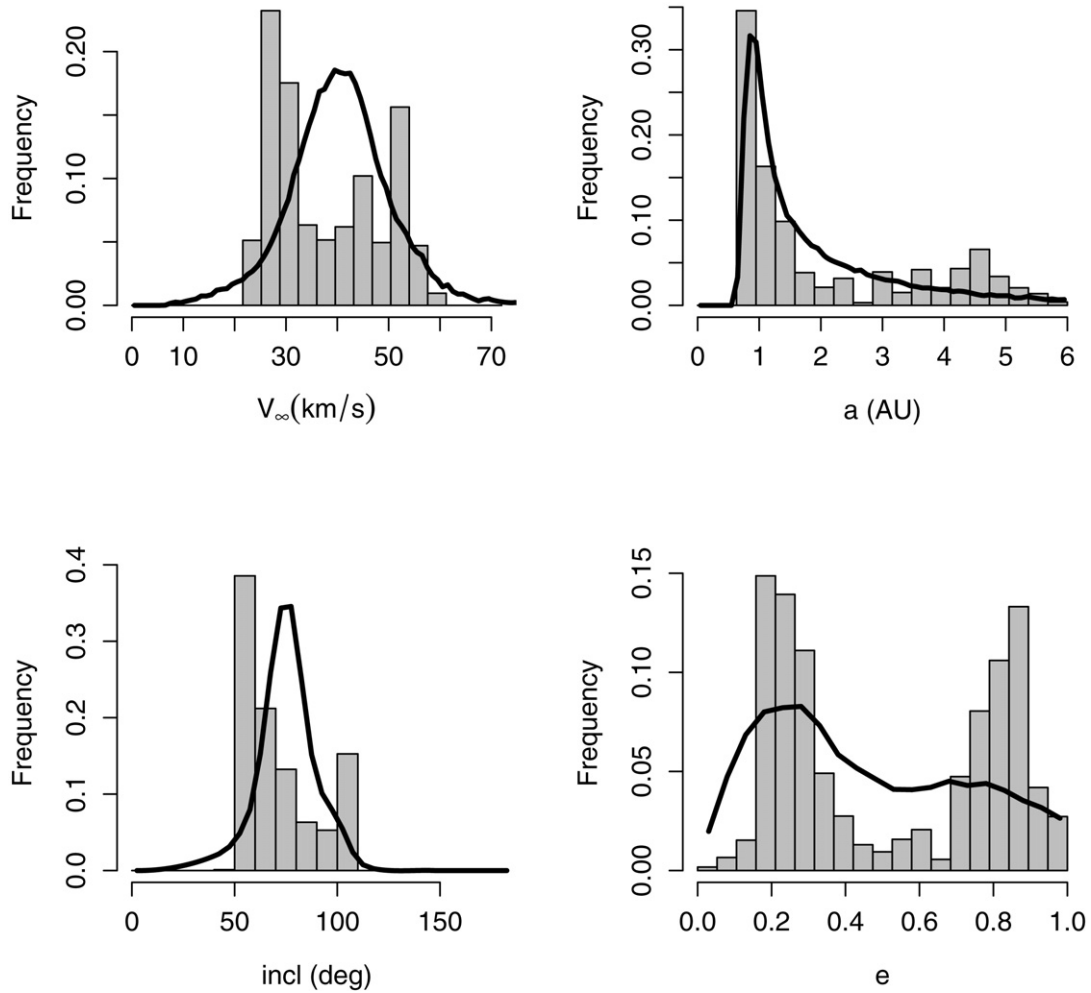 Frequency
0.00 0.10 0.20
0 10 30 50 70
V∞(km/s)
Frequency
0.00 0.10 0.20 0.30
0 1 2 3 4 5 6
a (AU)
Frequency
0.0 0.1 0.2 0.3 0.4
0 50 100 150
incl (deg)
Frequency
0.00 0.05 0.10 0.15
0.0 0.2 0.4 0.6 0.8 1.0
e